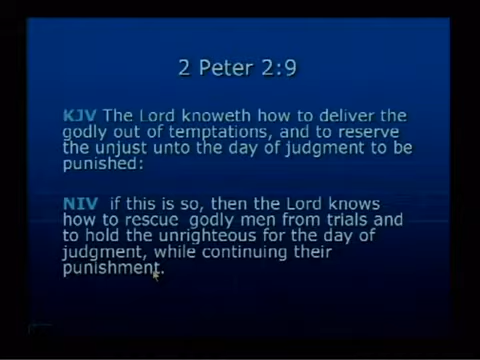 2 Peter 2:9
KJV The Lord knoweth how to deliver the
godly out of temptations, and to reserve
the unjust unto the day of judgment to be
punished:
NIV if this is so, then the Lord knows
how to rescue godly men from trials and
to hold the unrighteous for the day of
judgment, while continuing their
punishment.